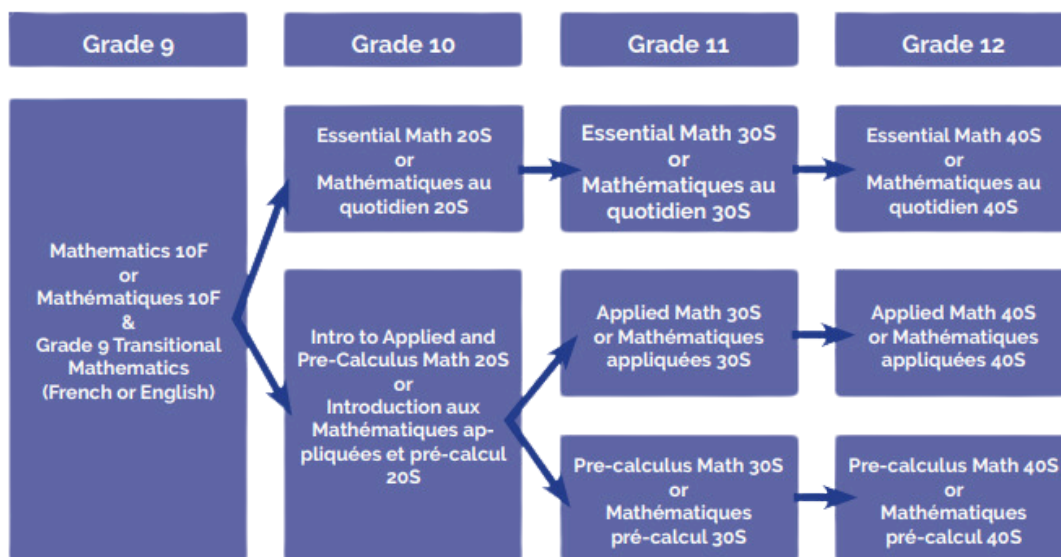 Grade 9
Grade 10
Grade 11
Grade 12
Mathematics 10F
or
Mathématiques 10F
&
Grade 9 Transitional
Mathematics
(French or English)
Essential Math 20S
or
Mathématiques au
quotidien 20S
Intro to Applied and
Pre-Calculus Math 20S
or
Introduction aux
Mathématiques ap-
pliquées et pré-calcul
20S
Essential Math 30S
or
Mathématiques au
quotidien 30S
Applied Math 30S
or Mathématiques
appliquées 30S
Pre-calculus Math 30S
or
Mathématiques
pré-calcul 30S
Essential Math 40S
or
Mathématiques au
quotidien 40S
Applied Math 40S
or Mathématiques
appliquées 40S
Pre-calculus Math 40S
or
Mathématiques
pré-calcul 40S